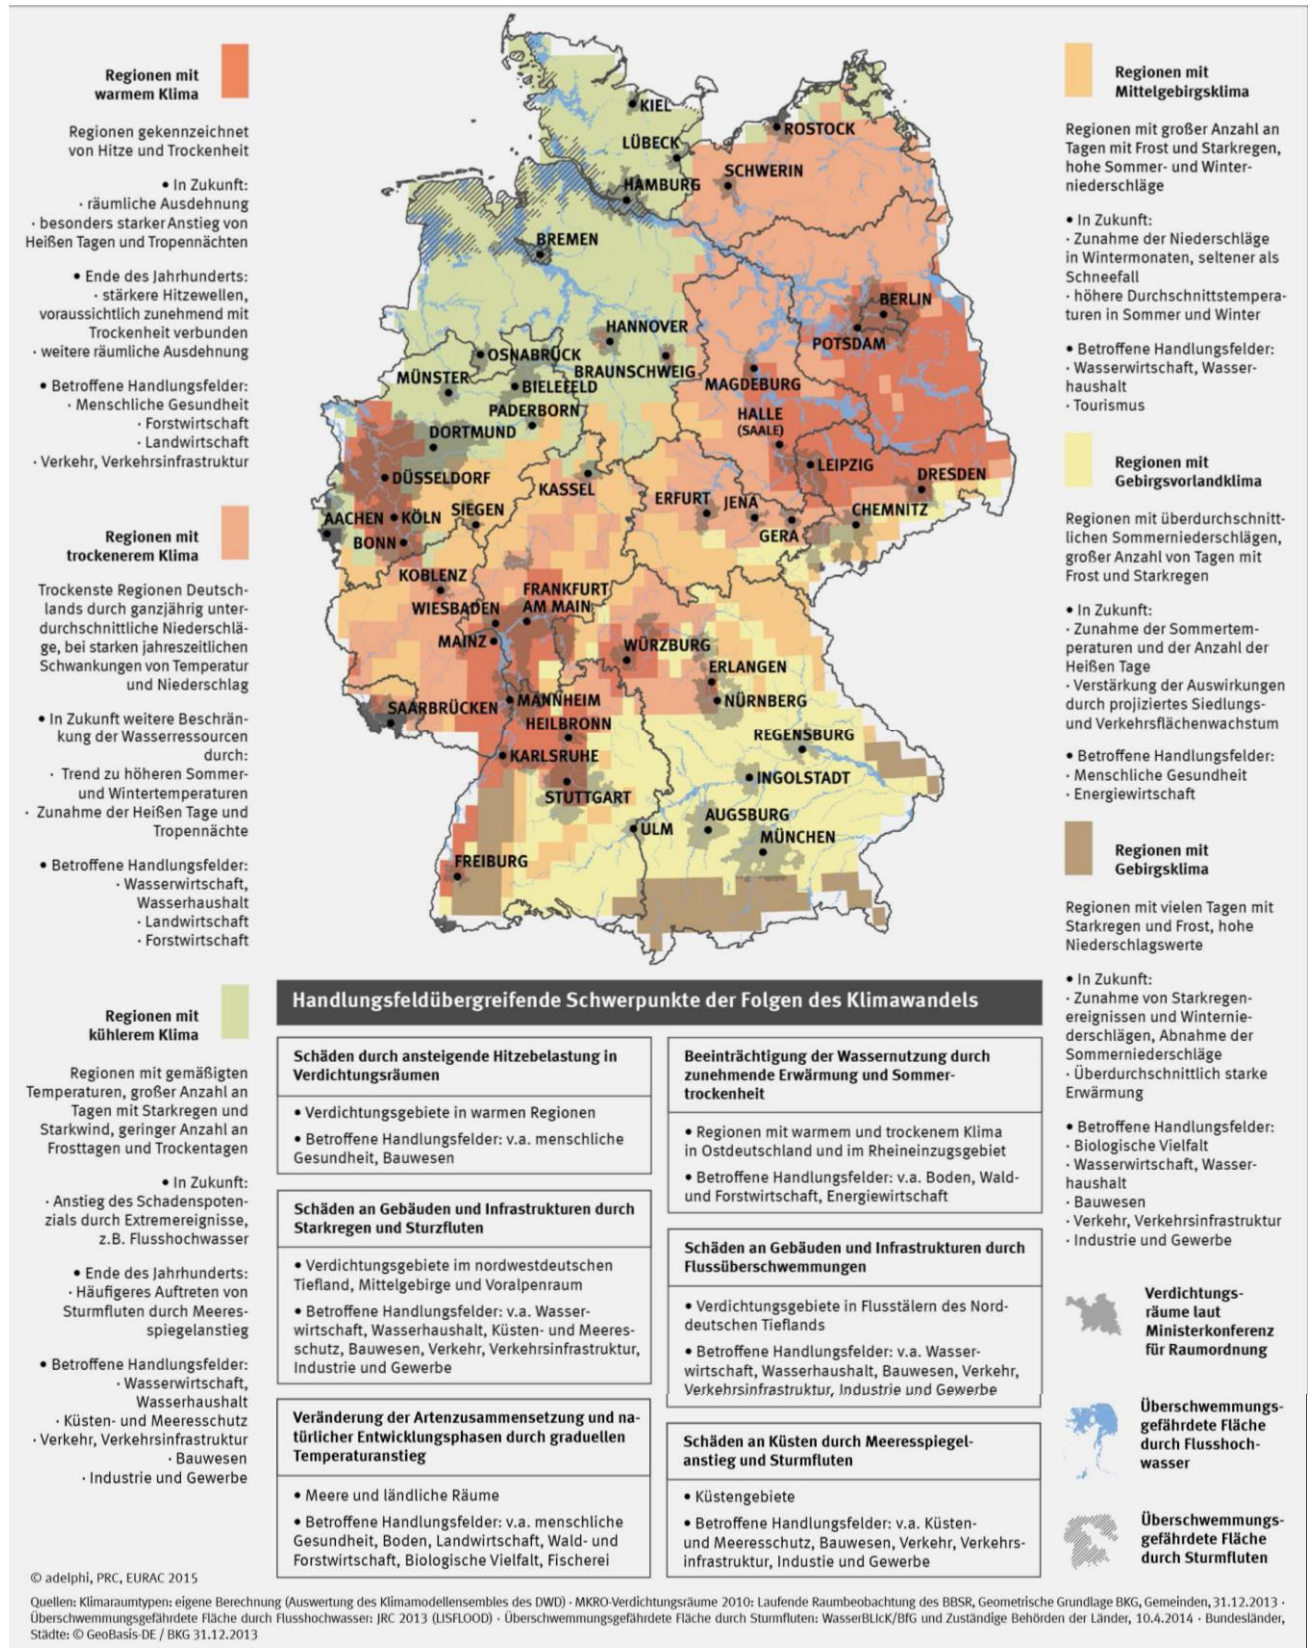 Regionen mit
warmem Klima
Regionen gekennzeichnet
von Hitze und Trockenheit
• In Zukunft:
· räumliche Ausdehnung
· besonders starker Anstieg von
Heißen Tagen und Tropennächten
• Ende des Jahrhunderts:
· stärkere Hitzewellen,
voraussichtlich zunehmend mit
Trockenheit verbunden
· weitere räumliche Ausdehnung
• Betroffene Handlungsfelder:
· Menschliche Gesundheit
· Forstwirtschaft
· Landwirtschaft
· Verkehr, Verkehrsinfrastruktur
Regionen mit
trockenerem Klima
Trockenste Regionen Deutsch-
lands durch ganzjährig unter-
durchschnittliche Niederschlä-
ge, bei starken jahreszeitlichen
Schwankungen von Temperatur
und Niederschlag
• In Zukunft weitere Beschrän-
kung der Wasserressourcen
durch:
· Trend zu höheren Sommer-
und Wintertemperaturen
· Zunahme der Heißen Tage und
Tropennächte
• Betroffene Handlungsfelder:
· Wasserwirtschaft,
Wasserhaushalt
· Landwirtschaft
· Forstwirtschaft
Regionen mit
kühlerem Klima
Regionen mit gemäßigten
Temperaturen, großer Anzahl an
Tagen mit Starkregen und
Starkwind, geringer Anzahl an
Frosttagen und Trockentagen
• In Zukunft:
· Anstieg des Schadenspoten-
zials durch Extremereignisse,
z.B. Flusshochwasser
• Ende des Jahrhunderts:
· Häufigeres Auftreten von
Sturmfluten durch Meeres-
spiegelanstieg
• Betroffene Handlungsfelder:
· Wasserwirtschaft,
Wasserhaushalt
· Küsten- und Meeresschutz
· Verkehr, Verkehrsinfrastruktur
· Bauwesen
· Industrie und Gewerbe
KIEL
ROSTOCK
LÜBECK
SCHWERIN
HAMBURG
BREMEN
BERLIN
HANNOVER
POTSDAM
OSNABRÜCK
BRAUNSCHWEIG
MÜNSTER
BIELEFELD
MAGDEBURG
PADERBORN
HALLE
(SAALE)
DORTMUND
LEIPZIG
DÜSSELDORF
KASSEL
DRESDEN
ERFURT
JENA
AACHEN
KÖLN
SIEGEN
CHEMNITZ
GERA
BONN
KOBLENZ
FRANKFURT
AM MAIN
WIESBADEN
MAINZ
WÜRZBURG
ERLANGEN
SAARBRÜCKEN
MANNHEIM
NÜRNBERG
HEILBRONN
REGENSBURG
KARLSRUHE
INGOLSTADT
STUTTGART
AUGSBURG
ULM
MÜNCHEN
FREIBURG
Regionen mit
Mittelgebirgsklima
Regionen mit großer Anzahl an
Tagen mit Frost und Starkregen,
hohe Sommer- und Winter-
niederschläge
• In Zukunft:
· Zunahme der Niederschläge
in Wintermonaten, seltener als
Schneefall
· höhere Durchschnittstempera-
turen in Sommer und Winter
• Betroffene Handlungsfelder:
· Wasserwirtschaft, Wasser-
haushalt
· Tourismus
Regionen mit
Gebirgsvorlandklima
Regionen mit überdurchschnitt-
lichen Sommerniederschlägen,
großer Anzahl von Tagen mit
Frost und Starkregen
• In Zukunft:
· Zunahme der Sommertem-
peraturen und der Anzahl der
Heißen Tage
· Verstärkung der Auswirkungen
durch projiziertes Siedlungs-
und Verkehrsflächenwachstum
• Betroffene Handlungsfelder:
· Menschliche Gesundheit
· Energiewirtschaft
Regionen mit
Gebirgsklima
Regionen mit vielen Tagen mit
Starkregen und Frost, hohe
Niederschlagswerte
• In Zukunft:
· Zunahme von Starkregen-
ereignissen und Winternie-
derschlägen, Abnahme der
Sommerniederschläge
· Überdurchschnittlich starke
Erwärmung
• Betroffene Handlungsfelder:
· Biologische Vielfalt
· Wasserwirtschaft, Wasser-
haushalt
· Bauwesen
· Verkehr, Verkehrsinfrastruktur
· Industrie und Gewerbe
Verdichtungs-
räume laut
Ministerkonferenz
für Raumordnung
Überschwemmungs-
gefährdete Fläche
durch Flusshoch-
wasser
Überschwemmungs-
gefährdete Fläche
durch Sturmfluten
Handlungsfeldübergreifende Schwerpunkte der Folgen des Klimawandels
Schäden durch ansteigende Hitzebelastung in
Verdichtungsräumen
• Verdichtungsgebiete in warmen Regionen
• Betroffene Handlungsfelder: v.a. menschliche
Gesundheit, Bauwesen
Schäden an Gebäuden und Infrastrukturen durch
Starkregen und Sturzfluten
• Verdichtungsgebiete im nordwestdeutschen
Tiefland, Mittelgebirge und Voralpenraum
• Betroffene Handlungsfelder: v.a. Wasser-
wirtschaft, Wasserhaushalt, Küsten- und Meeres-
schutz, Bauwesen, Verkehr, Verkehrsinfrastruktur,
Industrie und Gewerbe
Veränderung der Artenzusammensetzung und na-
türlicher Entwicklungsphasen durch graduellen
Temperaturanstieg
• Meere und ländliche Räume
• Betroffene Handlungsfelder: v.a. menschliche
Gesundheit, Boden, Landwirtschaft, Wald- und
Forstwirtschaft, Biologische Vielfalt, Fischerei
Beeinträchtigung der Wassernutzung durch
zunehmende Erwärmung und Sommer-
trockenheit
• Regionen mit warmem und trockenem Klima
in Ostdeutschland und im Rheineinzugsgebiet
• Betroffene Handlungsfelder: v.a. Boden, Wald-
und Forstwirtschaft, Energiewirtschaft
Schäden an Gebäuden und Infrastrukturen durch
Flussüberschwemmungen
• Verdichtungsgebiete in Flusstälern des Nord-
deutschen Tieflands
• Betroffene Handlungsfelder: v.a. Wasser-
wirtschaft, Wasserhaushalt, Bauwesen, Verkehr,
Verkehrsinfrastruktur, Industrie und Gewerbe
Schäden an Küsten durch Meeresspiegel-
anstieg und Sturmfluten
• Küstengebiete
• Betroffene Handlungsfelder: v.a. Küsten-
und Meeresschutz, Bauwesen, Verkehr, Verkehrs-
infrastruktur, Industie und Gewerbe
© adelphi, PRC, EURAC 2015
Quellen: Klimaraumtypen: eigene Berechnung (Auswertung des Klimamodellensembles des DWD) · MKRO-Verdichtungsräume 2010: Laufende Raumbeobachtung des BBSR, Geometrische Grundlage BKG, Gemeinden, 31.12.2013 ·
Überschwemmungsgefährdete Fläche durch Flusshochwasser: JRC 2013 (LISFLOOD) · Überschwemmungsgefährdete Fläche durch Sturmfluten: WasserBLIcK/BfG und Zuständige Behörden der Länder, 10.4.2014 · Bundesländer,
Städte: © GeoBasis-DE / BKG 31.12.2013